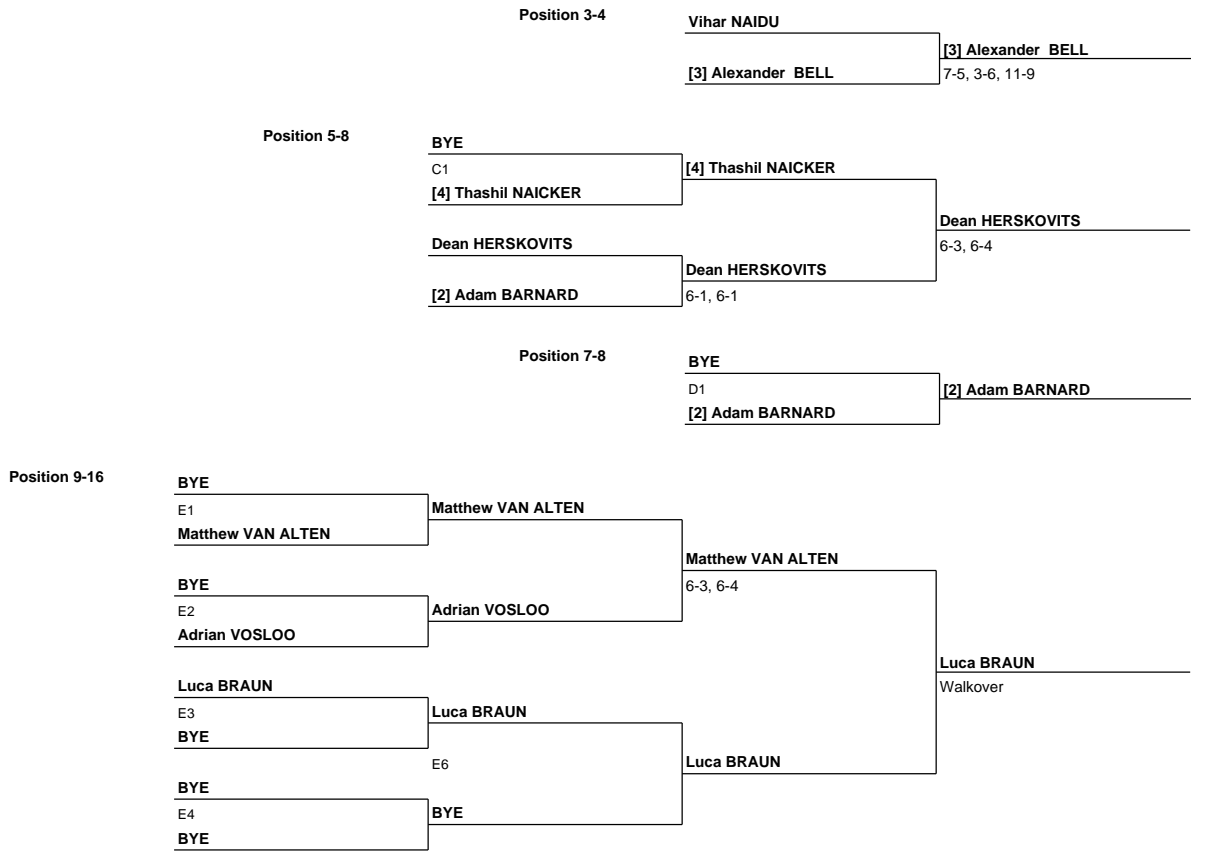 Position 3-4
Vihar NAIDU
[3] Alexander BELL
[3] Alexander BELL
7-5, 3-6, 11-9
Position 5-8
BYE
C1
[4] Thashil NAICKER
[4] Thashil NAICKER
Dean HERSKOVITS
Dean HERSKOVITS
6-3, 6-4
Dean HERSKOVITS
[2] Adam BARNARD
6-1, 6-1
Position 7-8
BYE
D1
[2] Adam BARNARD
[2] Adam BARNARD
Position 9-16
BYE
E1
Matthew VAN ALTEN
Matthew VAN ALTEN
Matthew VAN ALTEN
6-3, 6-4
BYE
E2
Adrian VOSLOO
Adrian VOSLOO
Luca BRAUN
Walkover
Luca BRAUN
E3
Luca BRAUN
BYE
E6
Luca BRAUN
BYE
E4
BYE
BYE